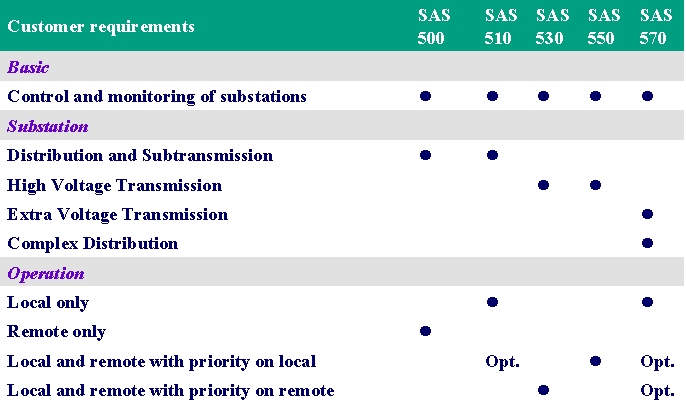 Customer requirements SAS 500 SAS 510 SAS 530 SAS 550 SAS 570
Basic
Control and monitoring of substations ● ● ● ● ●
Substation
Distribution and Subtransmission ● ●
High Voltage Transmission ● ●
Extra Voltage Transmission ●
Complex Distribution ●
Operation
Local only ● ●
Remote only ●
Local and remote with priority on local Opt. ● Opt.
Local and remote with priority on remote ● Opt.